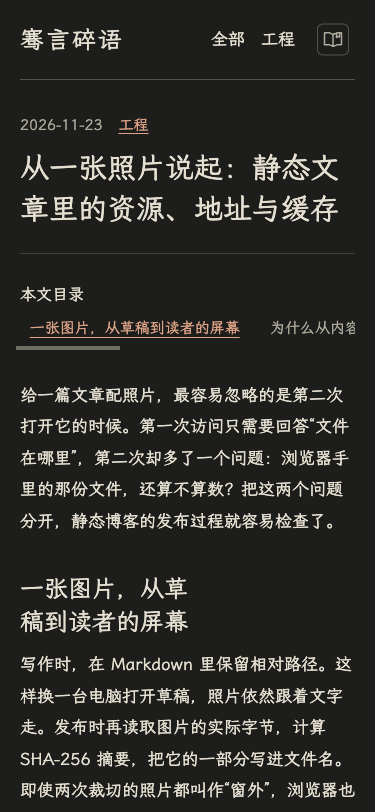 骞言碎语
全部 工程
2026-11-23 工程
从一张照片说起：静态文
章里的资源、地址与缓存
本文目录
一张图片，从草稿到读者的屏幕 为什么从内容
给一篇文章配照片，最容易忽略的是第二次
打开它的时候。第一次访问只需要回答“文件
在哪里”，第二次却多了一个问题：浏览器手
里的那份文件，还算不算数？把这两个问题
分开，静态博客的发布过程就容易检查了。
一张图片，从草
稿到读者的屏幕
写作时，在 Markdown 里保留相对路径。这
样换一台电脑打开草稿，照片依然跟着文字
走。发布时再读取图片的实际字节，计算
SHA-256 摘要，把它的一部分写进文件名。
即使两次裁切的照片都叫作“窗外”，浏览器也